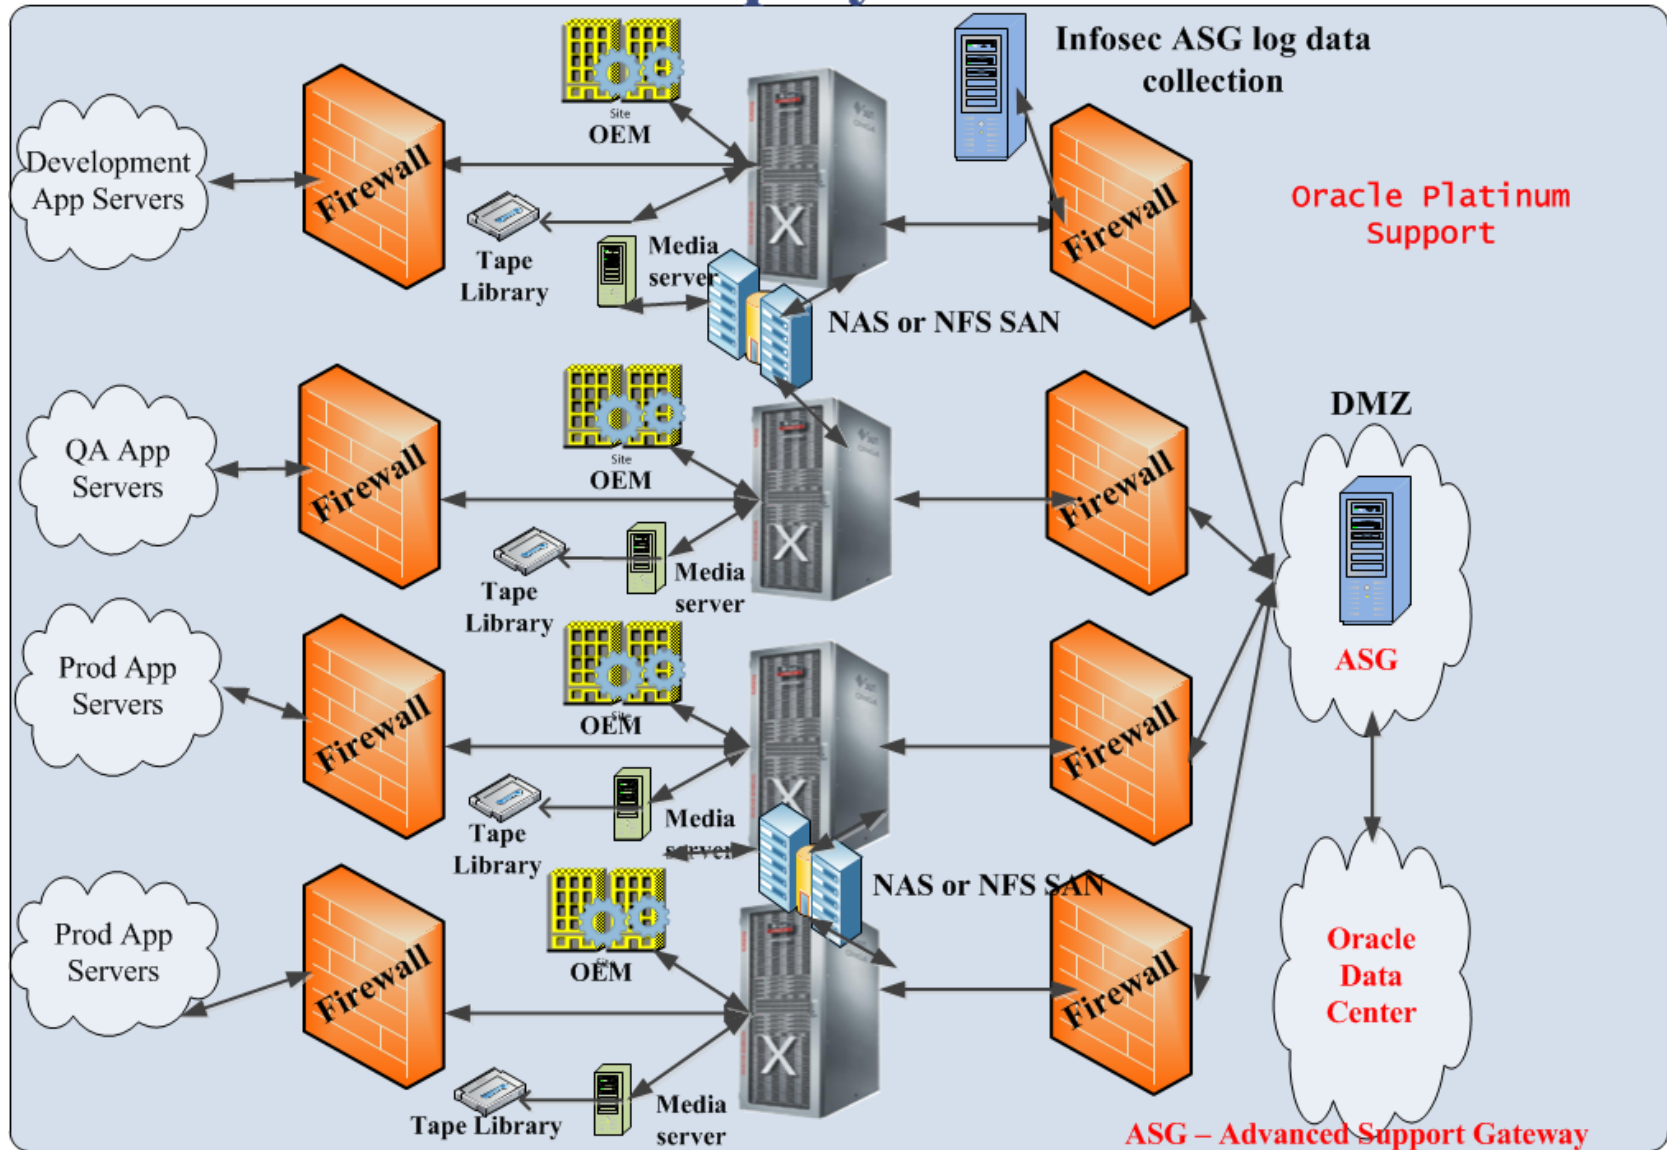 Infosec ASG log data
collection
Site
OEM
Development
App Servers
Firewall
Firewall
Oracle Platinum
Support
Tape
Library
Media
server
X
NAS or NFS SAN
Site
OEM
DMZ
QA App
Servers
Firewall
Firewall
X
Tape
Library
Media
server
ASG
Prod App
Servers
Firewall
Site
OEM
Firewall
X
Tape
Library
Media
server
NAS or NFS SAN
Prod App
Servers
Firewall
OEM
Firewall
Oracle
Data
Center
X
Tape Library
Media
server
ASG – Advanced Support Gateway